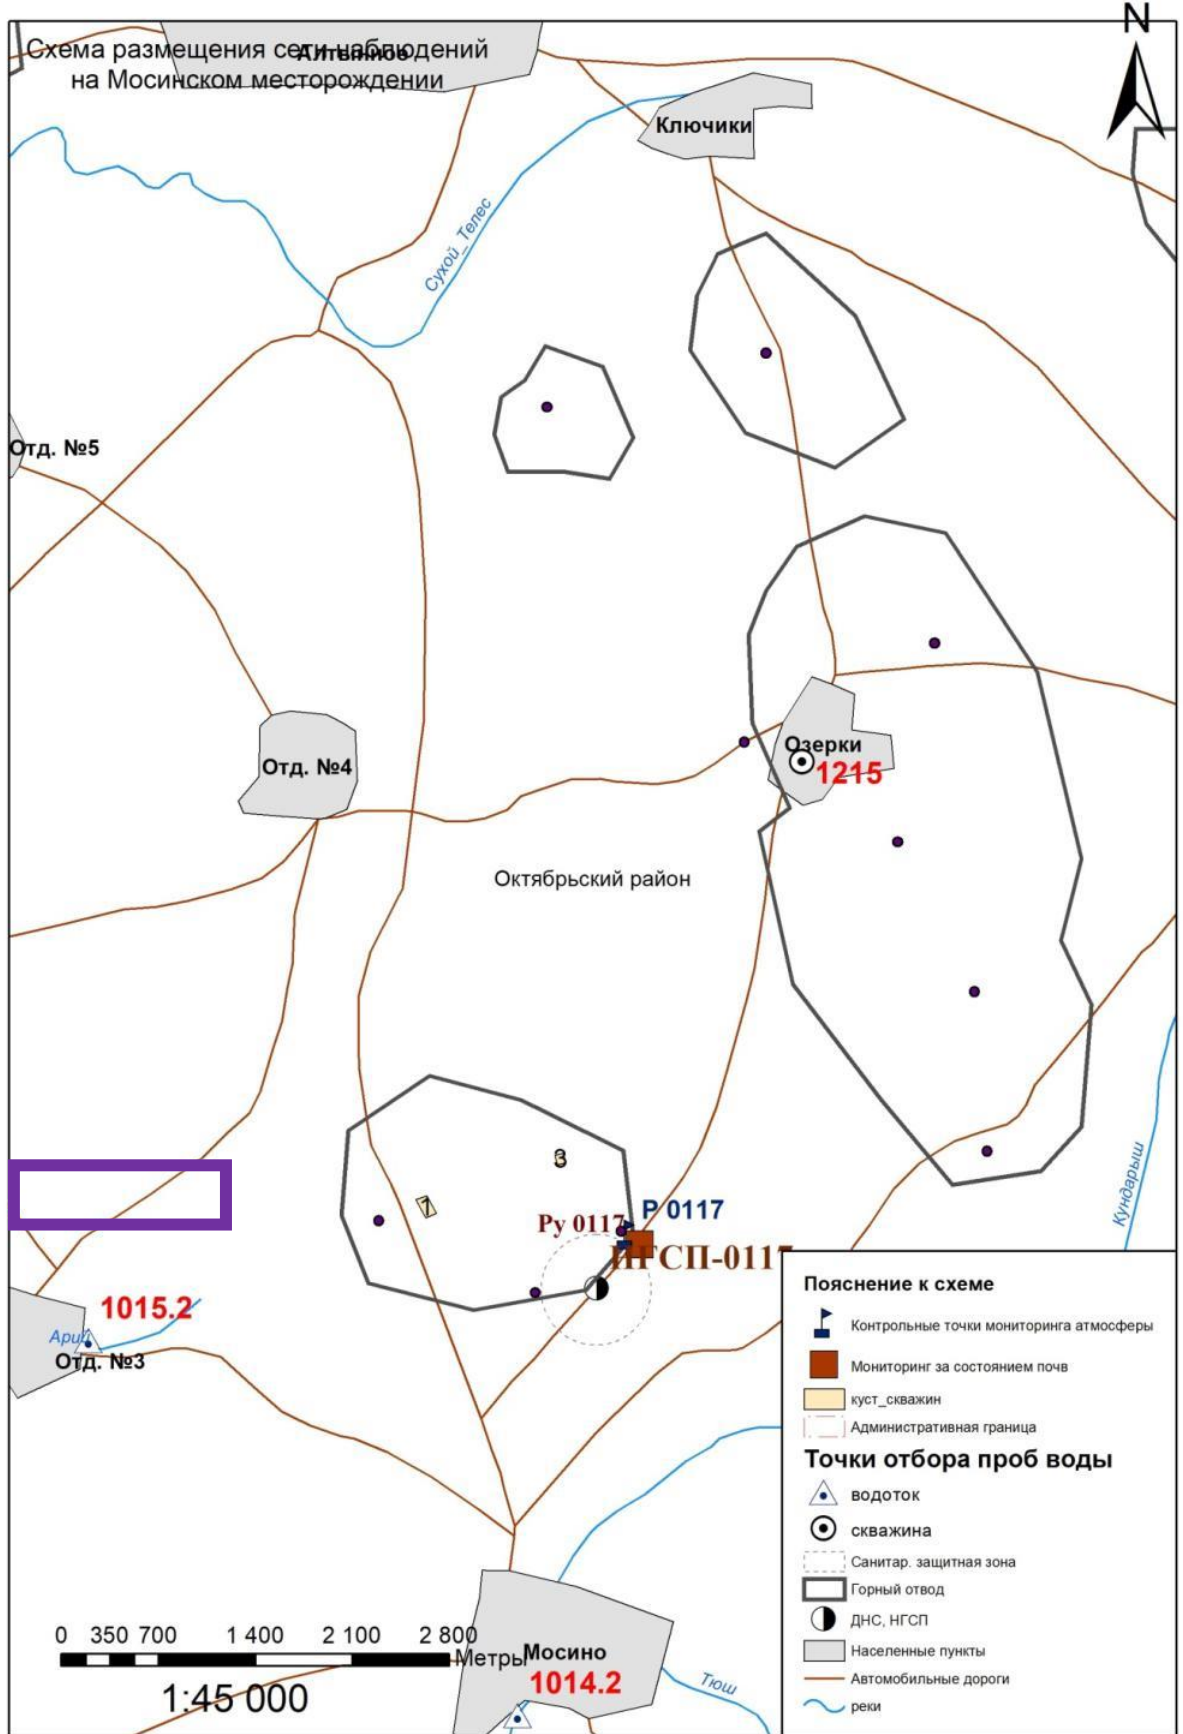 N
Схема размещения сети наблюдений
на Мосинском месторождении
Алтынное
Ключики
Сухой_Телес
Отд. №5
Озерки
1215
Отд. №4
Октябрьский район
3
7
Р 0117
Ру 0117
НГСП-0117
Кундарыш
1015.2
Арий
Отд. №3
Пояснение к схеме
Контрольные точки мониторинга атмосферы
Мониторинг за состоянием почв
куст_скважин
Административная граница
Точки отбора проб воды
водоток
скважина
Санитар. защитная зона
Горный отвод
ДНС, НГСП
Населенные пункты
Автомобильные дороги
реки
0 350 700 1 400 2 100 2 800
Метры
1:45 000
Мосино
1014.2
Тюш